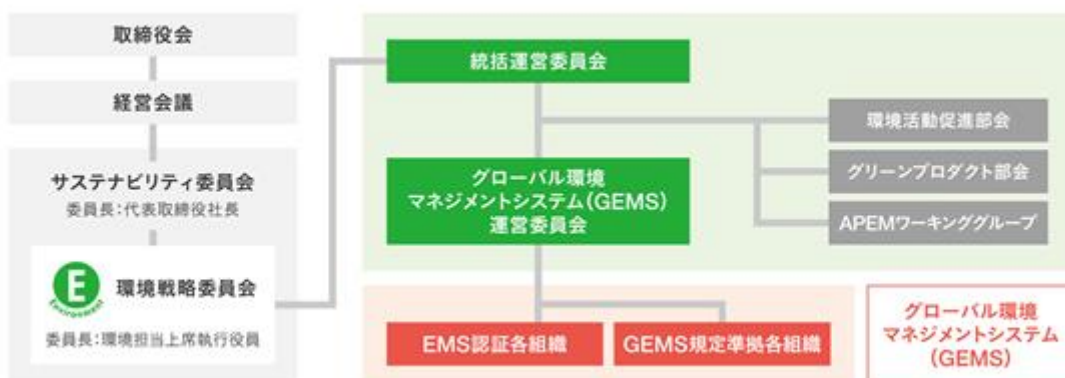 取締役会
経営会議
サステナビリティ委員会
委員長：代表取締役社長
E
Environment
環境戦略委員会
委員長：環境担当上席執行役員
統括運営委員会
グローバル環境
マネジメントシステム（GEMS）
運営委員会
環境活動促進部会
グリーンプロダクト部会
APEMワーキンググループ
EMS認証各組織
GEMS規定準拠各組織
グローバル環境
マネジメントシステム
（GEMS）